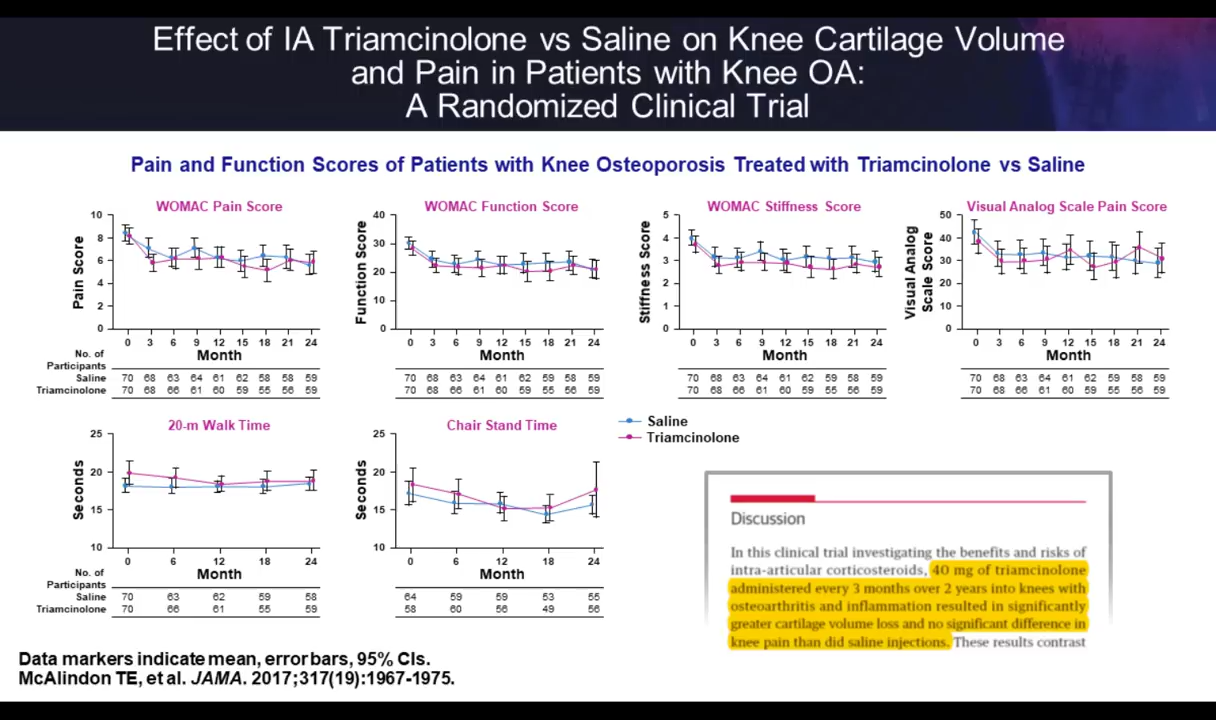 Effect of IA Triamcinolone vs Saline on Knee Cartilage Volume
and Pain in Patients with Knee OA:
A Randomized Clinical Trial
Pain and Function Scores of Patients with Knee Osteoporosis Treated with Triamcinolone vs Saline
WOMAC Pain Score
Pain Score
10
8
6
4
2
0
0 3 6 9 12 15 18 21 24
Month
No. of
Participants
Saline 70 68 63 64 61 62 58 58 59
Triamcinolone 70 68 66 61 60 59 55 56 59
WOMAC Function Score
Function Score
40
30
20
10
0
0 3 6 9 12 15 18 21 24
Month
70 68 63 64 61 62 59 58 59
70 68 66 61 60 59 55 56 59
WOMAC Stiffness Score
Stiffness Score
5
4
3
2
1
0
0 3 6 9 12 15 18 21 24
Month
70 68 63 64 61 62 59 58 59
70 68 66 61 60 59 55 56 59
Visual Analog Scale Pain Score
Visual Analog
Scale Score
50
40
30
20
10
0
0 3 6 9 12 15 18 21 24
Month
70 68 63 64 61 62 59 58 59
70 68 66 61 60 59 55 56 59
20-m Walk Time
Seconds
25
20
15
10
0 6 12 18 24
Month
No. of
Participants
Saline 70 63 62 59 58
Triamcinolone 70 66 61 55 59
Chair Stand Time
Seconds
25
20
15
10
0 6 12 18 24
Month
64 59 59 53 55
58 60 56 49 56
Saline
Triamcinolone
Discussion
In this clinical trial investigating the benefits and risks of
intra-articular corticosteroids, 40 mg of triamcinolone
administered every 3 months over 2 years into knees with
osteoarthritis and inflammation resulted in significantly
greater cartilage volume loss and no significant difference in
knee pain than did saline injections. These results contrast
Data markers indicate mean, error bars, 95% CIs.
McAlindon TE, et al. JAMA. 2017;317(19):1967-1975.